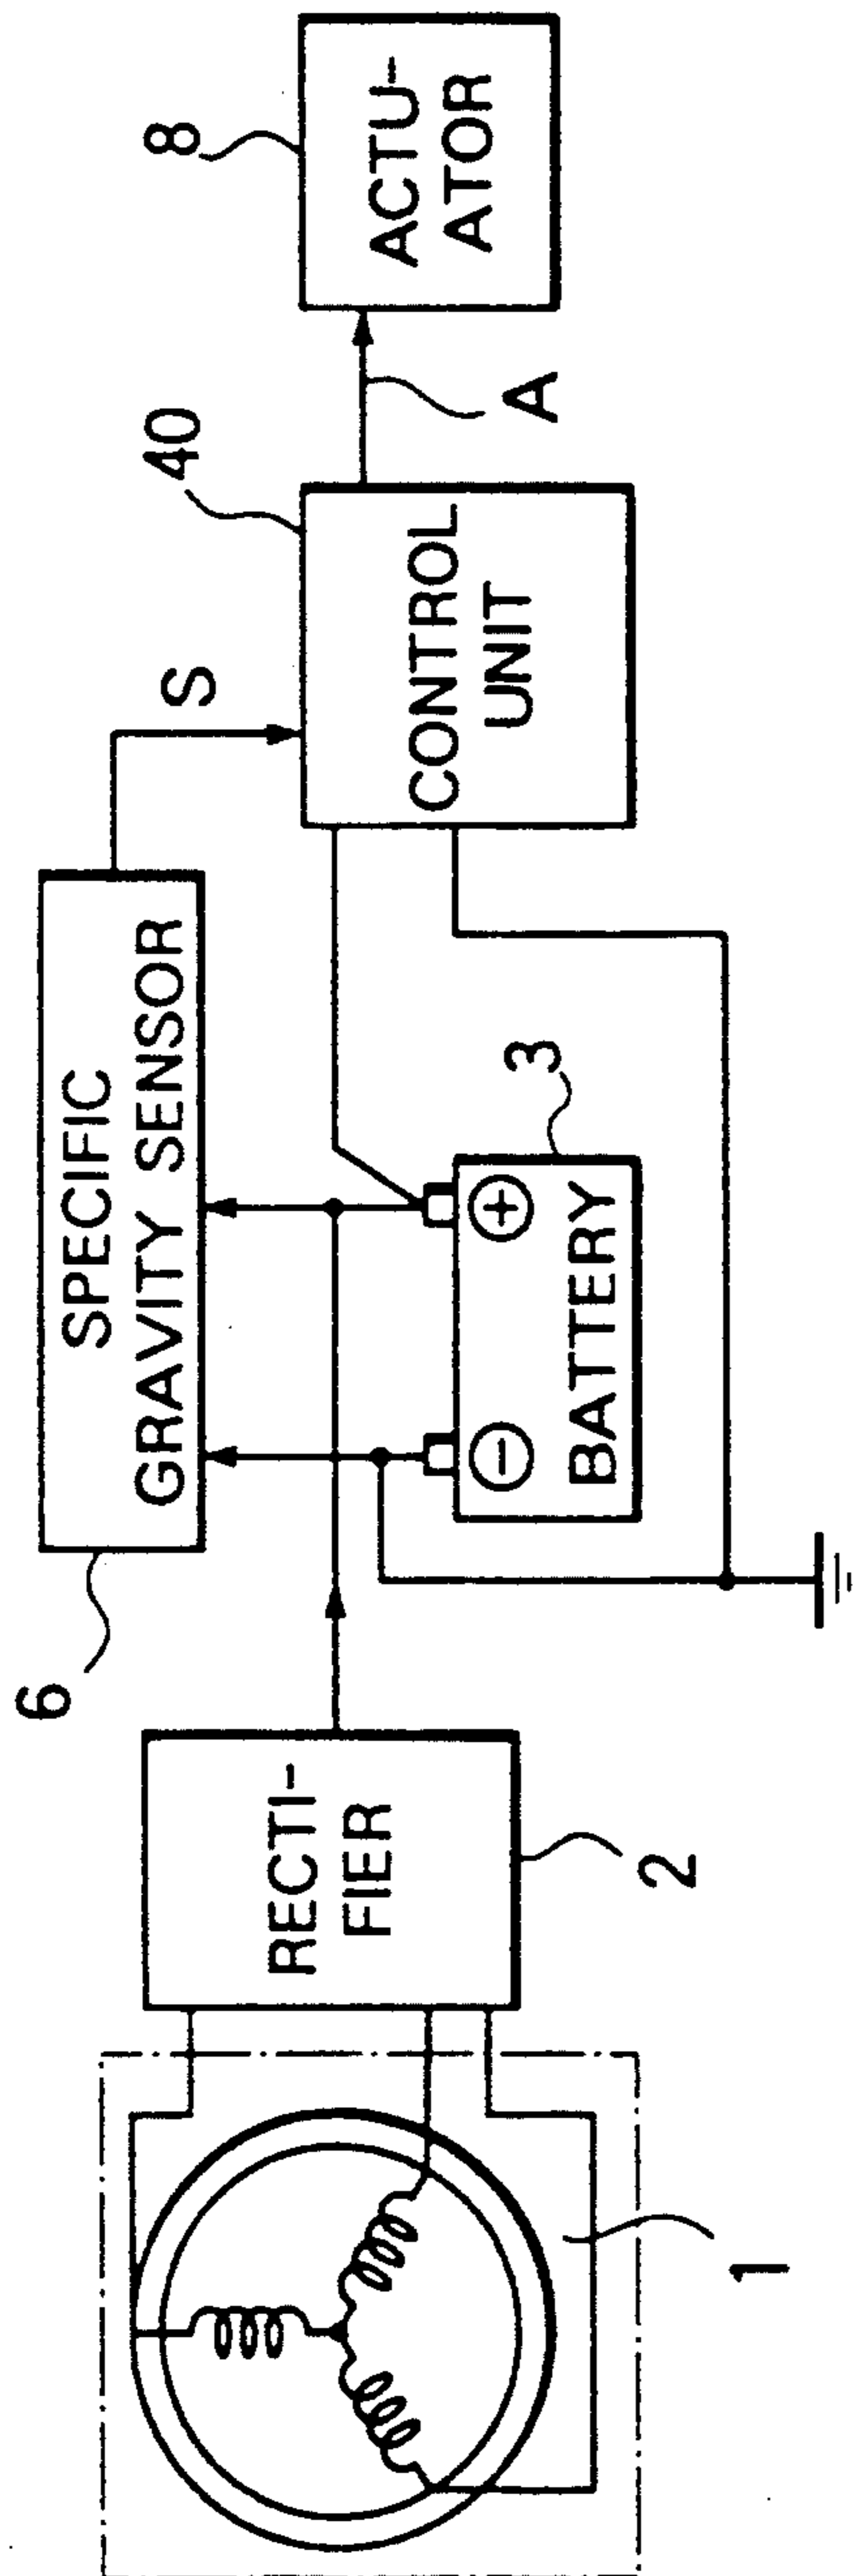 6
SPECIFIC
GRAVITY SENSOR
S
40
8
1
RECTI-
FIER
2
BATTERY
3
CONTROL
UNIT
A
ACTU-
ATOR